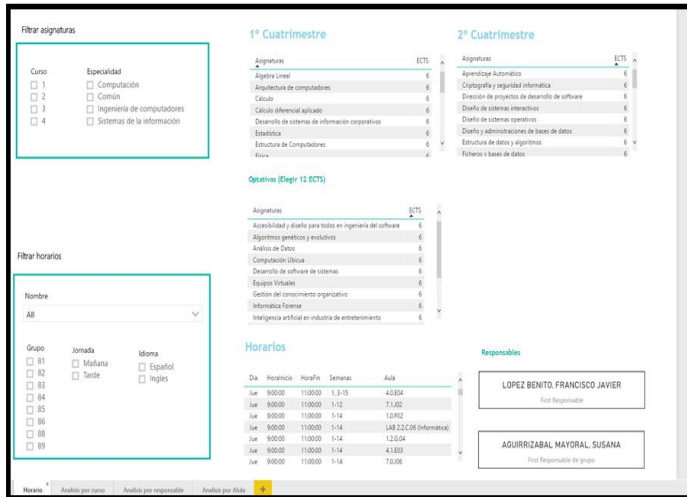 Filtrar asignaturas
Curso Especialidad
1 Computación
2 Común
3 Ingeniería de computadores
4 Sistemas de la información
1º Cuatrimestre
Asignaturas ECTS
Algebra Lineal 6
Arquitectura de computadores 6
Cálculo 6
Cálculo diferencial aplicado 6
Desarrollo de sistemas de información corporativos 6
Estadística 6
Estructura de Computadores 6
Física 6
2º Cuatrimestre
Asignaturas ECTS
Aprendizaje Automático 6
Criptografía y seguridad informática 6
Dirección de proyectos de desarrollo de software 6
Diseño de sistemas interactivos 6
Diseño de sistemas operativos 6
Diseño y administraciones de bases de datos 6
Estructura de datos y algoritmos 6
Ficheros y bases de datos 6
Optativas (Elegir 12 ECTS)
Asignaturas ECTS
Accesibilidad y diseño para todos en ingeniería del software 6
Algoritmos genéticos y evolutivos 6
Análisis de Datos 6
Computación Ubicua 6
Desarrollo de software de sistemas 6
Equipos Virtuales 6
Gestión del conocimiento organizativo 6
Informática Forense 6
Inteligencia artificial en industria de entretenimiento 6
Filtrar horarios
Nombre
All
Grupo Jornada Idioma
81 Mañana Español
82 Tarde Ingles
83
84
85
86
88
89
Horarios
Día HoraInicio HoraFin Semanas Aula
Jue 9:00:00 11:00:00 1, 3-15 4.0.E04
Jue 9:00:00 11:00:00 1-12 7.1.J02
Jue 9:00:00 11:00:00 1-14 1.0.F02
Jue 9:00:00 11:00:00 1-14 LAB 2.2.C.06 (Informática)
Jue 9:00:00 11:00:00 1-14 1.2.G.04
Jue 9:00:00 11:00:00 1-14 4.1.E03
Jue 9:00:00 11:00:00 1-14 7.0.J06
Responsables
LOPEZ BENITO, FRANCISCO JAVIER
First Responsable
AGUIRRIZABAL MAYORAL, SUSANA
First Responsable de grupo
Horario Analisis por curso Analisis por responsable Analisis por Alula +